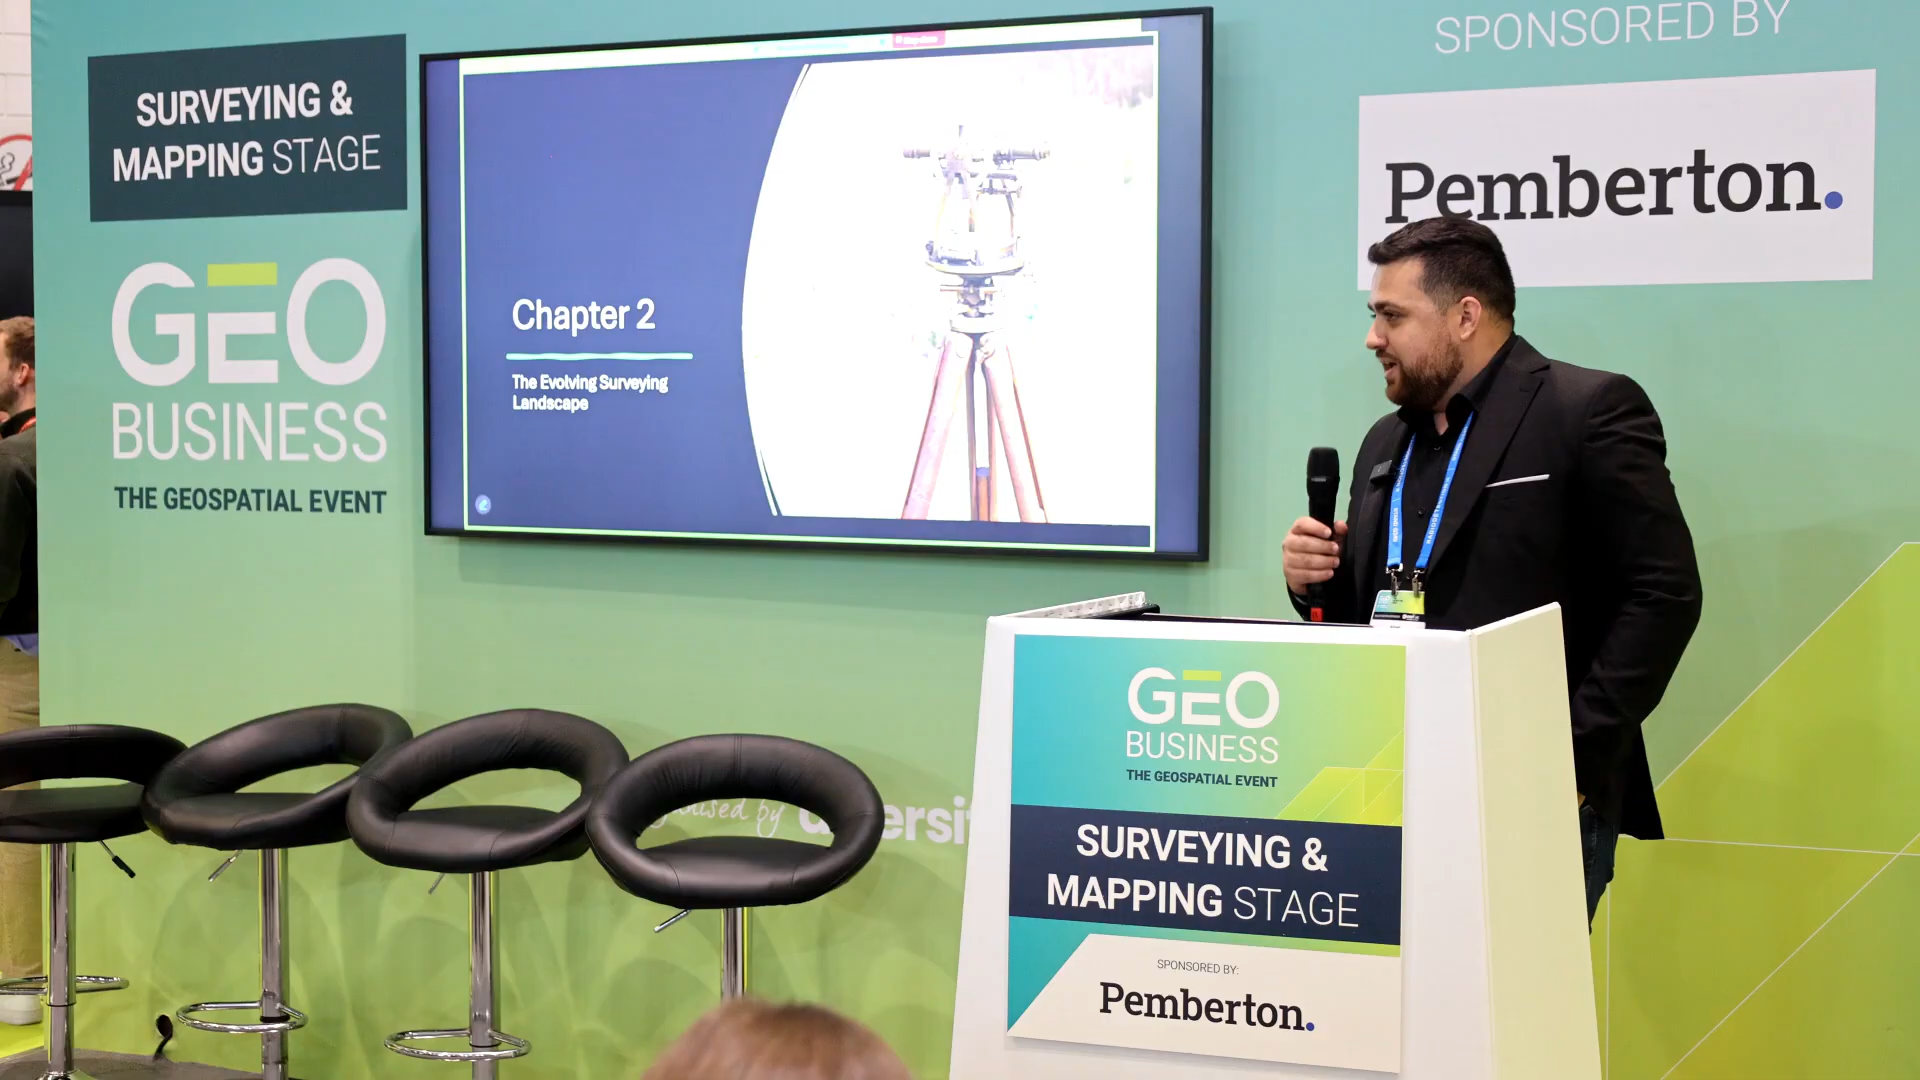 SURVEYING &
MAPPING STAGE
GEO
BUSINESS
THE GEOSPATIAL EVENT
Chapter 2
The Evolving Surveying
Landscape
SPONSORED BY
Pemberton.
GEO
BUSINESS
THE GEOSPATIAL EVENT
SURVEYING &
MAPPING STAGE
SPONSORED BY:
Pemberton.